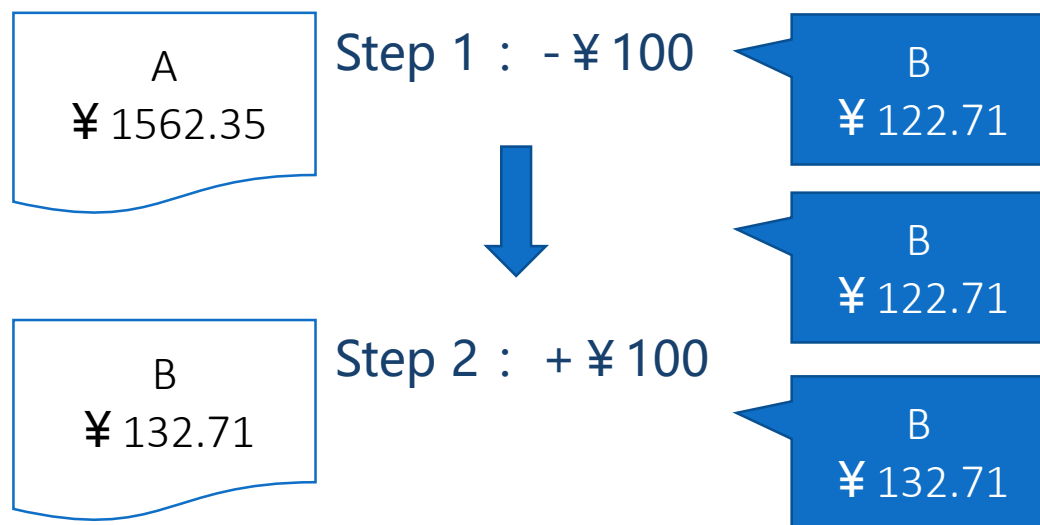 A
¥ 1562.35
Step 1： - ¥ 100
B
¥ 122.71
B
¥ 122.71
B
¥ 132.71
Step 2： + ¥ 100
B
¥ 132.71